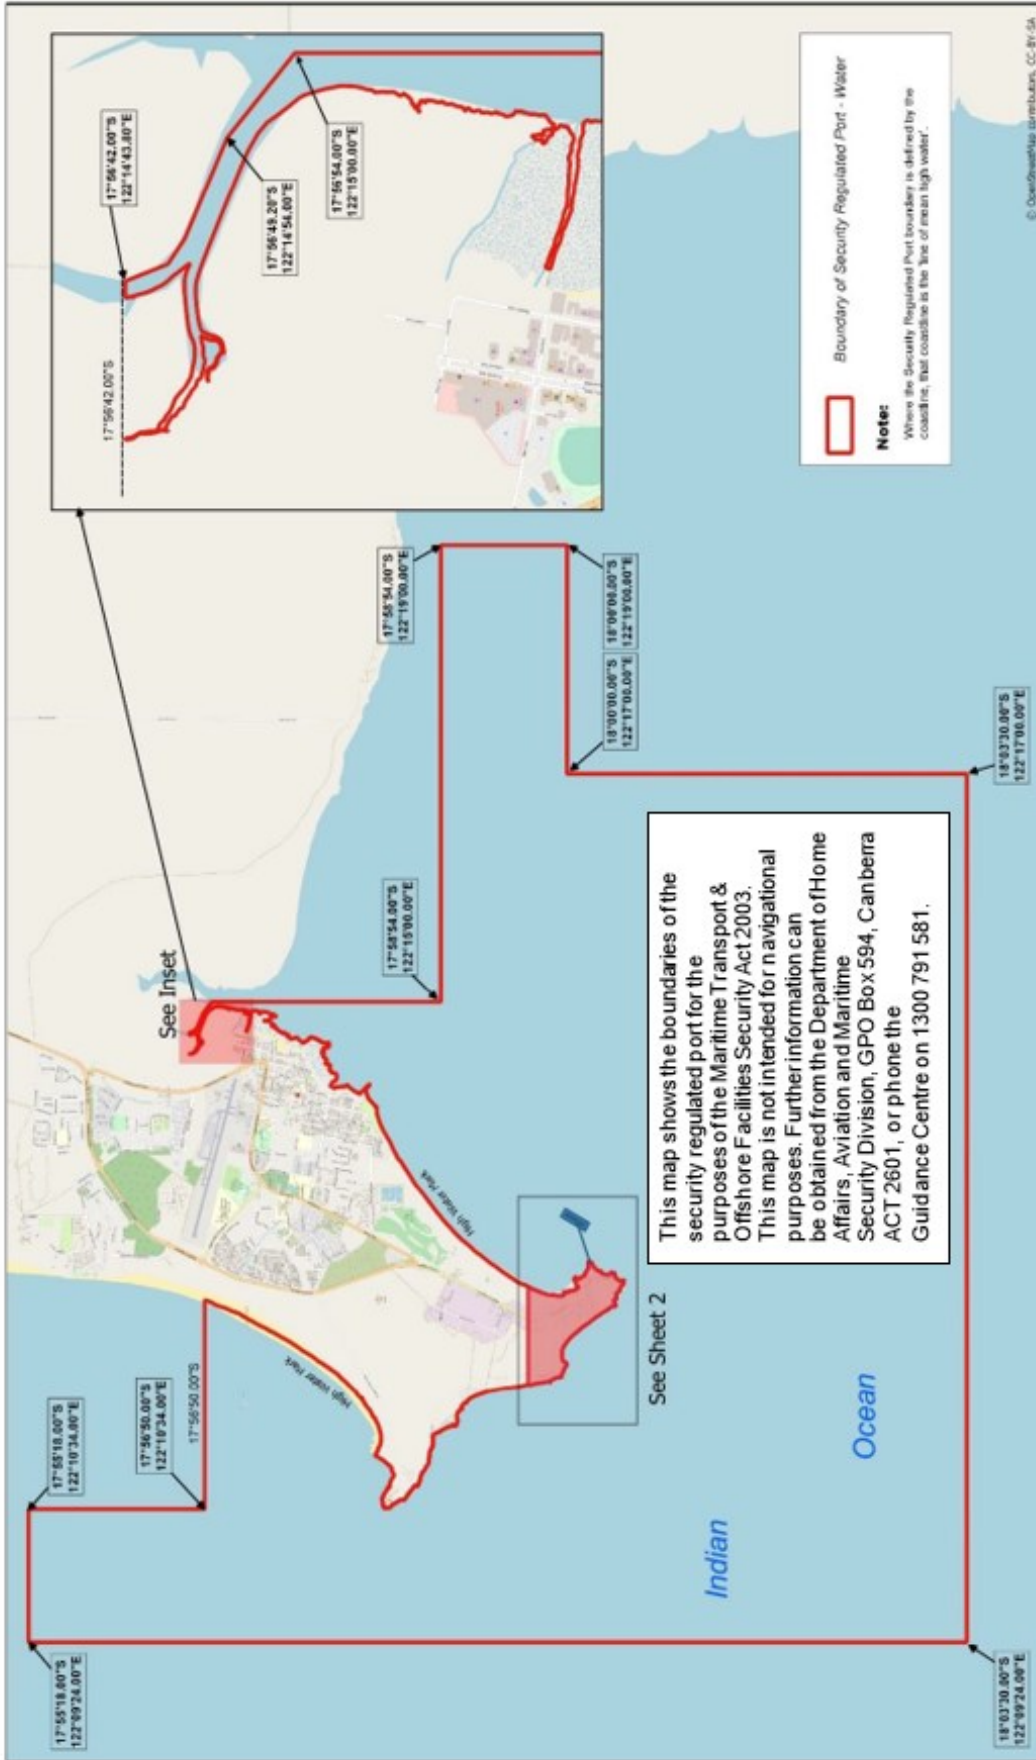 17°55'18.00"S
122°09'24.00"E
17°55'18.00"S
122°10'34.00"E
17°56'50.00"S
122°10'34.00"E
17°56'50.00"S
High Water Mark
See Inset
17°56'42.00"S
17°56'42.00"S
122°14'43.80"E
17°56'49.20"S
122°14'54.00"E
17°56'54.00"S
122°15'00.00"E
High Water Mark
17°58'54.00"S
122°15'00.00"E
17°58'54.00"S
122°19'00.00"E
18°00'00.00"S
122°17'00.00"E
18°00'00.00"S
122°19'00.00"E
See Sheet 2
This map shows the boundaries of the
security regulated port for the
purposes of the Maritime Transport &
Offshore Facilities Security Act 2003.
This map is not intended for navigational
purposes. Further information can
be obtained from the Department of Home
Affairs, Aviation and Maritime
Security Division, GPO Box 594, Canberra
ACT 2601, or phone the
Guidance Centre on 1300 791 581.
Indian
Ocean
Boundary of Security Regulated Port - Water
Note:
Where the Security Regulated Port boundary is defined by the
coastline, that coastline is the 'line of mean high water'.
18°03'30.00"S
122°09'24.00"E
18°03'30.00"S
122°17'00.00"E
© OpenStreetMap contributors, CC-BY-SA